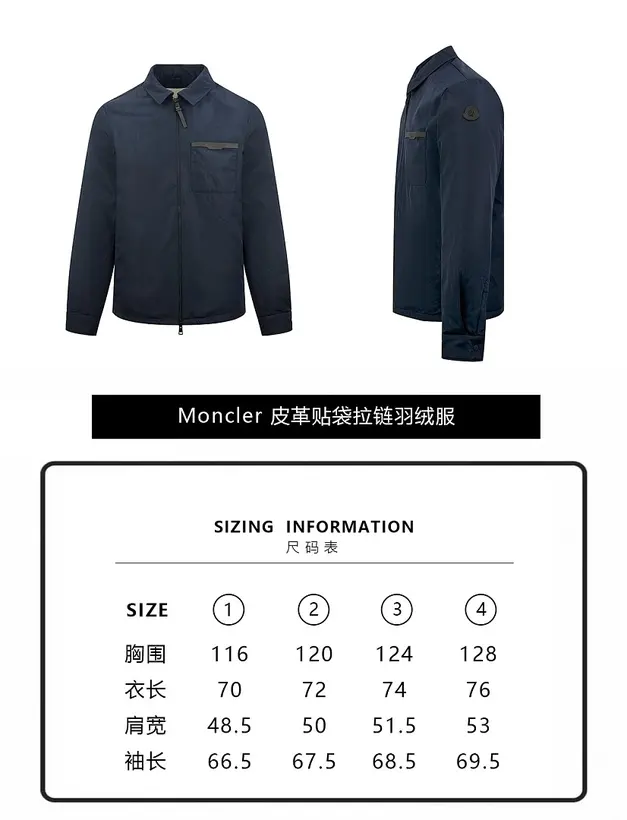 Moncler 皮革贴袋拉链羽绒服
SIZING INFORMATION
尺码表
SIZE 1 2 3 4
胸围 116 120 124 128
衣长 70 72 74 76
肩宽 48.5 50 51.5 53
袖长 66.5 67.5 68.5 69.5